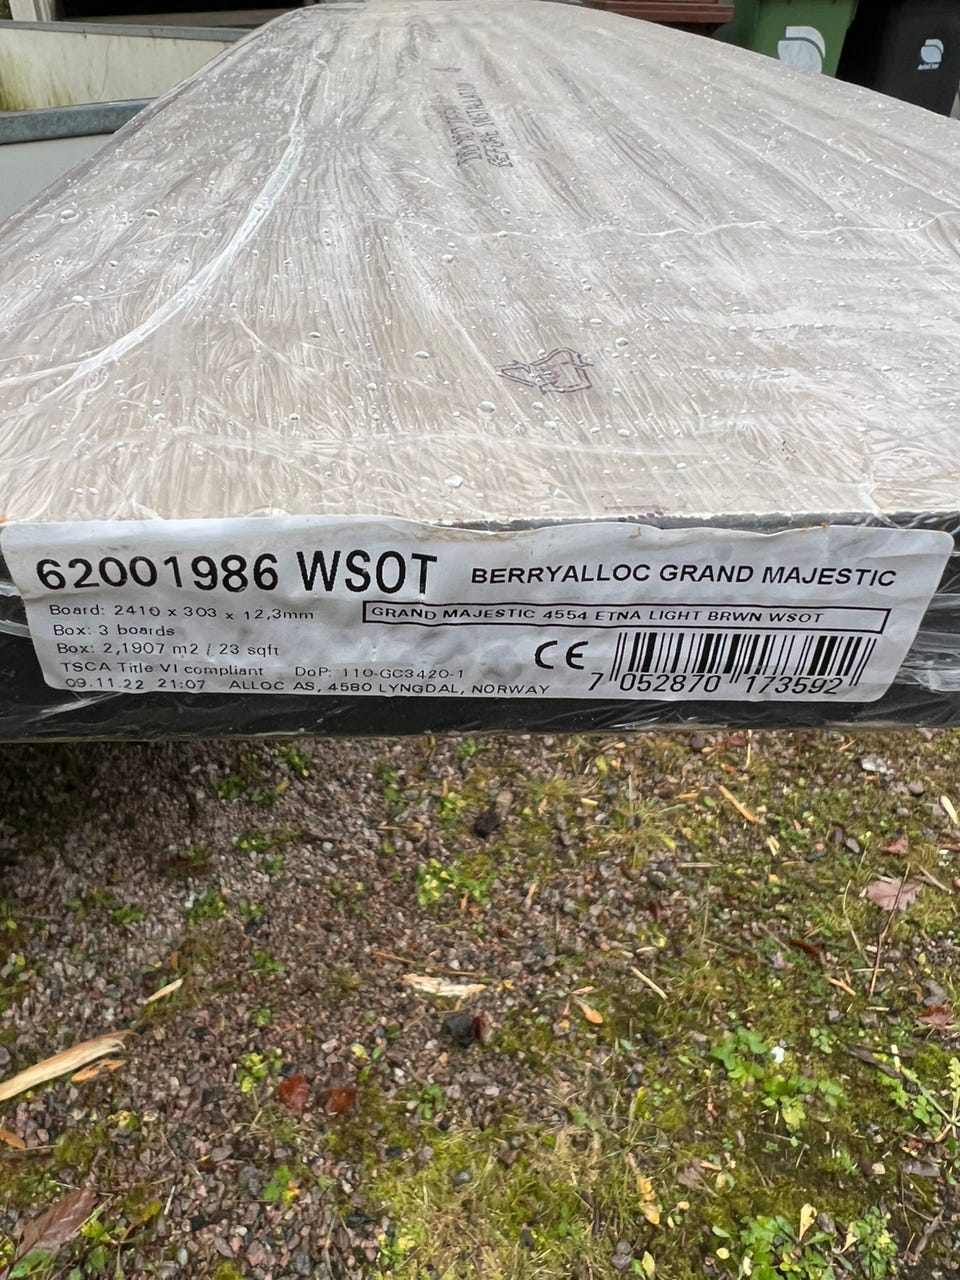 62001986 WSOT BERRYALLOC GRAND MAJESTIC
Board: 2410 x 303 x 12,3mm
GRAND MAJESTIC 4554 ETNA LIGHT BRWN WSOT
Box: 3 boards
Box: 2,1907 m2 / 23 sqft
CE
TSCA Title VI compliant DoP: 110-GC3420-1
09.11.22 21:07 ALLOC AS, 4580 LYNGDAL, NORWAY
7 052870 173592